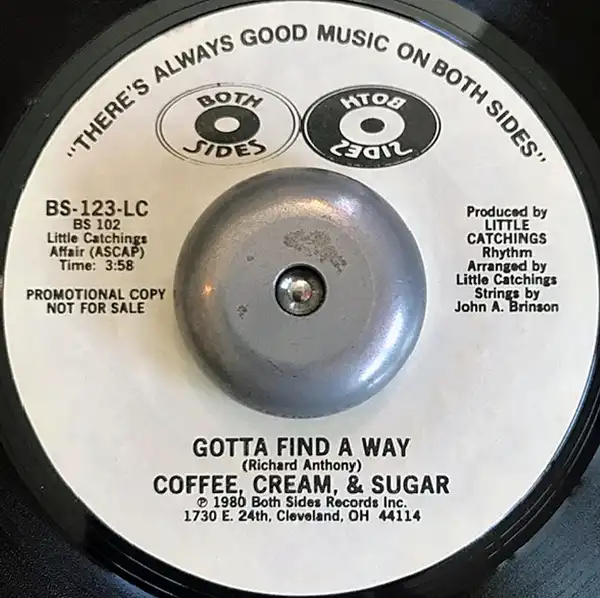 "THERE'S ALWAYS GOOD MUSIC ON BOTH SIDES"
BOTH
SIDES
BOTH
SIDES
BS-123-LC
BS 102
Little Catchings
Affair (ASCAP)
Time: 3:58
PROMOTIONAL COPY
NOT FOR SALE
Produced by
LITTLE
CATCHINGS
Rhythm
Arranged by
Little Catchings
Strings by
John A. Brinson
GOTTA FIND A WAY
(Richard Anthony)
COFFEE, CREAM, & SUGAR
℗ 1980 Both Sides Records Inc.
1730 E. 24th, Cleveland, OH 44114